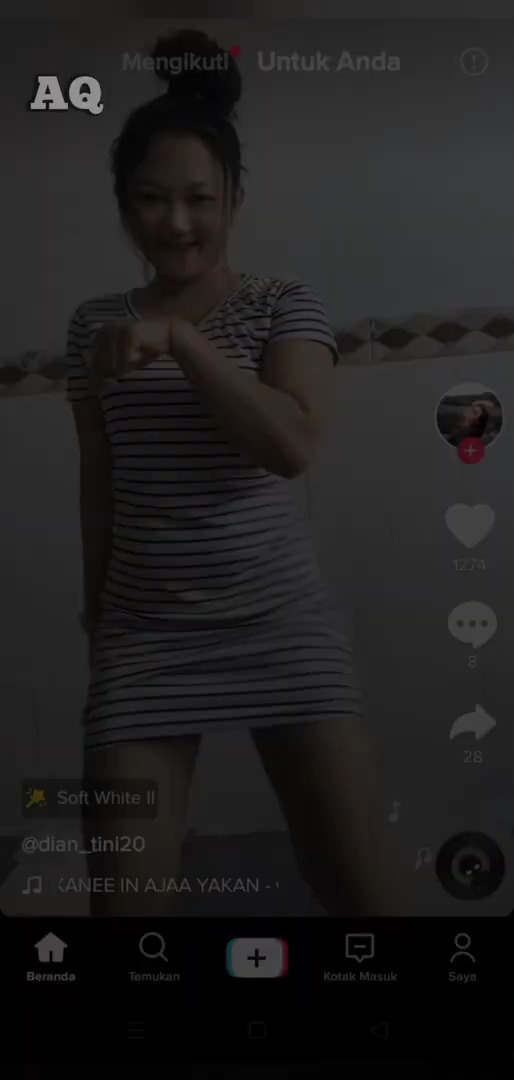 Mengikuti Untuk Anda
AQ
1274
8
28
Soft White II
@dian_tini20
KANEE IN AJAA YAKAN -
Beranda Temukan Kotak Masuk Saya